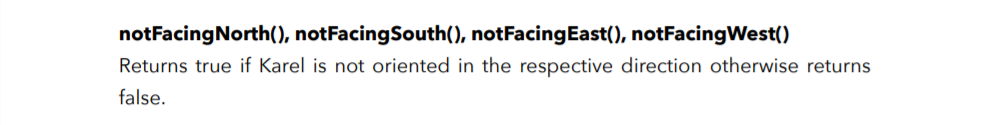 notFacingNorth(), notFacingSouth(), notFacingEast(), notFacingWest()
Returns true if Karel is not oriented in the respective direction otherwise returns
false.